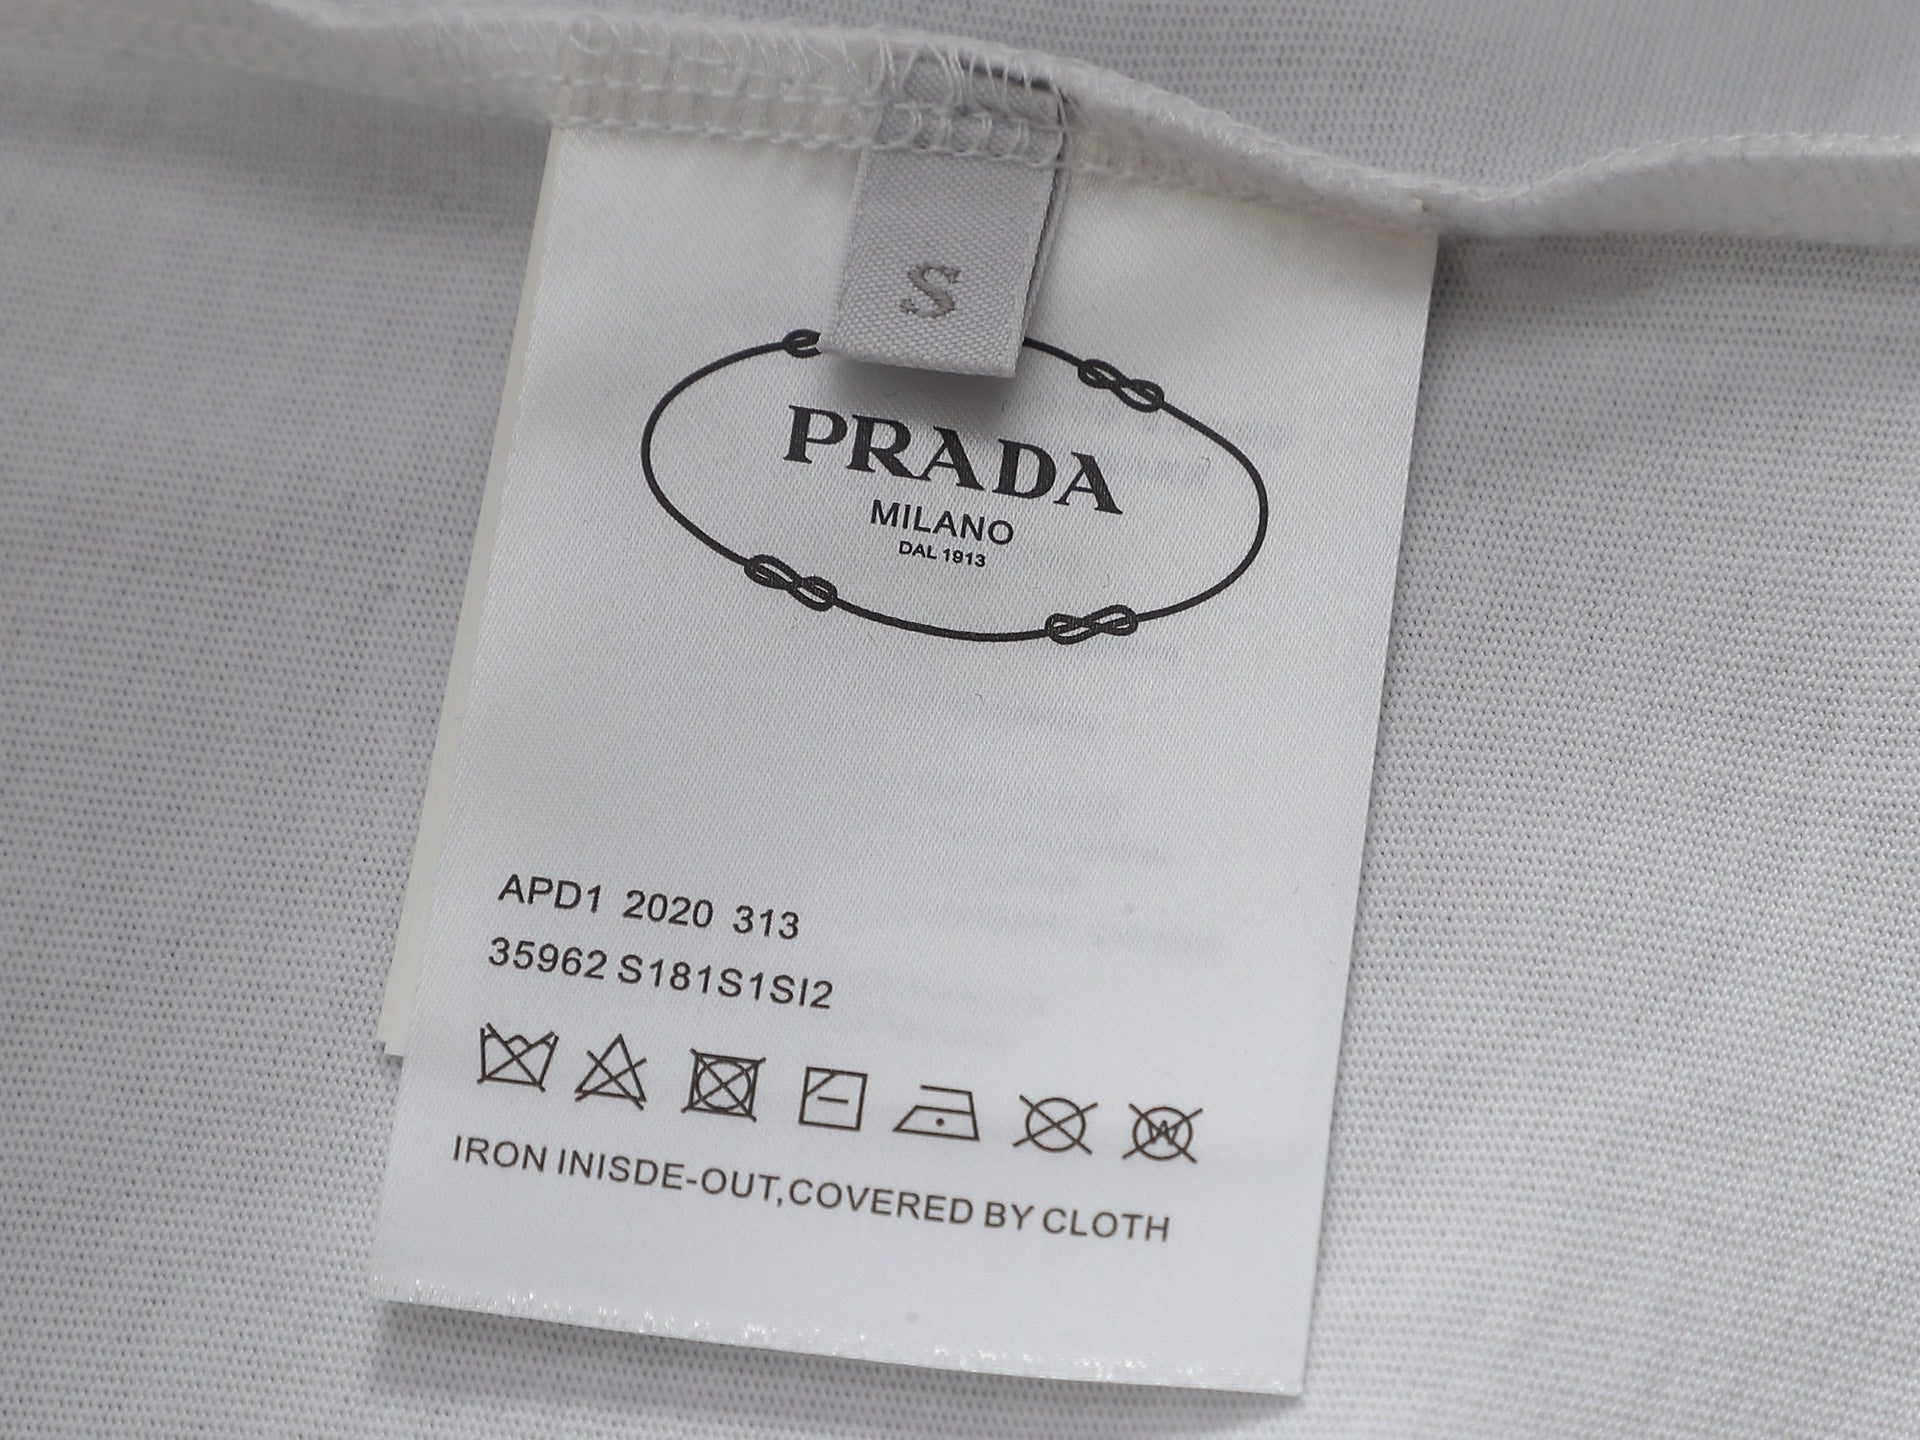 S
PRADA
MILANO
DAL 1913
APD1 2020 313
35962 S181S1SI2
W
IRON INISDE-OUT,COVERED BY CLOTH